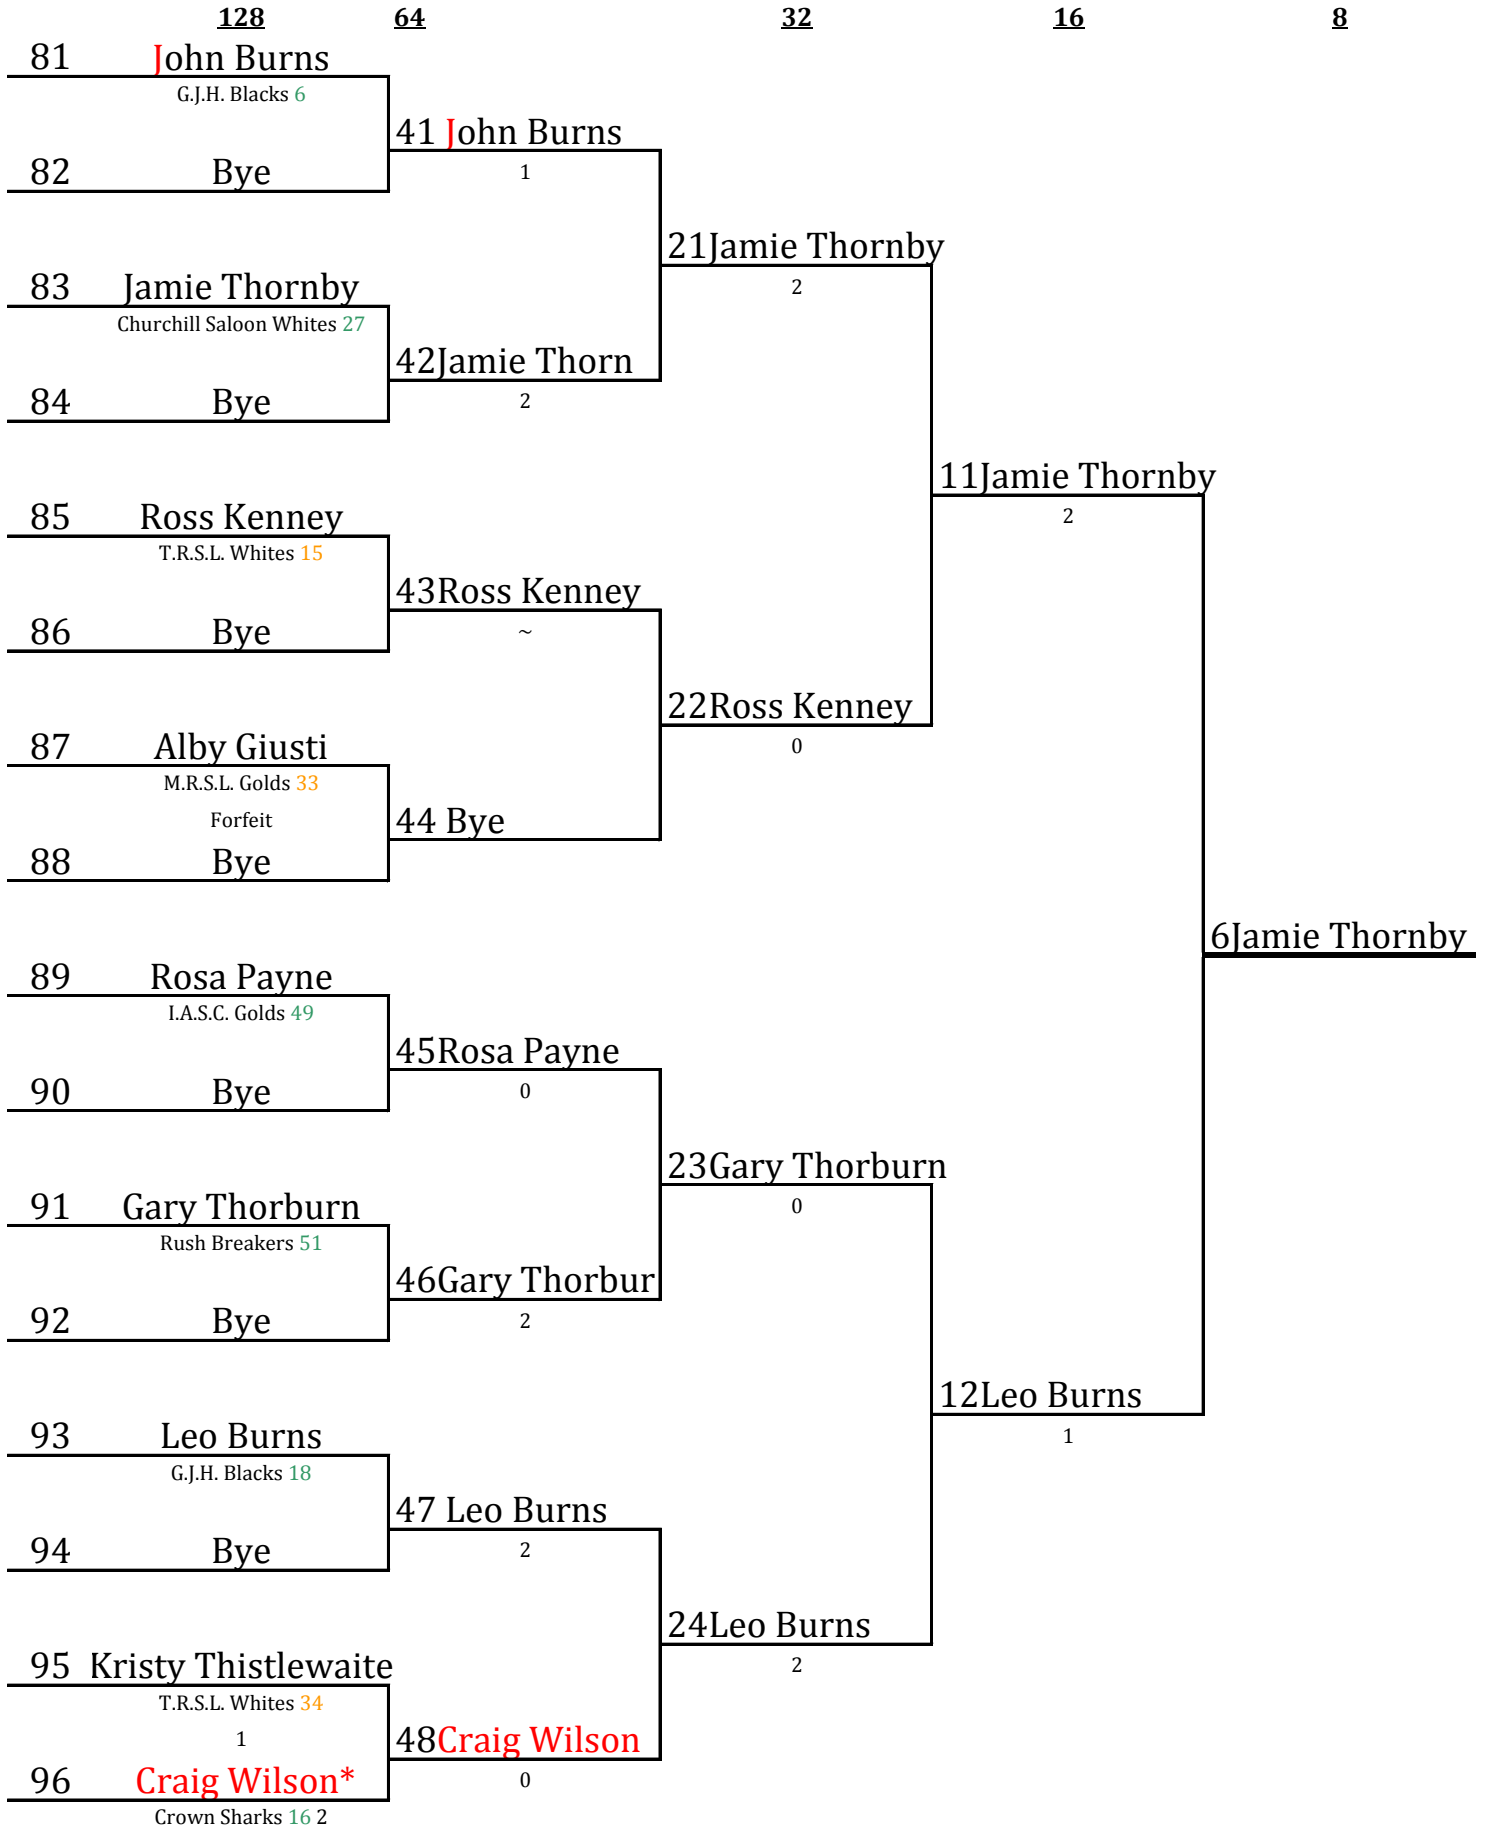 128 64 32 16 8
81 John Burns
G.J.H. Blacks 6
41 John Burns
82 Bye
1
21Jamie Thornby
83 Jamie Thornby
2
Churchill Saloon Whites 27
42Jamie Thorn
84 Bye
2
11Jamie Thornby
85 Ross Kenney
2
T.R.S.L. Whites 15
43Ross Kenney
86 Bye
~
22Ross Kenney
87 Alby Giusti
0
M.R.S.L. Golds 33
Forfeit
44 Bye
88 Bye
6Jamie Thornby
89 Rosa Payne
I.A.S.C. Golds 49
45Rosa Payne
90 Bye
0
23Gary Thorburn
91 Gary Thorburn
0
Rush Breakers 51
46Gary Thorbur
92 Bye
2
12Leo Burns
93 Leo Burns
1
G.J.H. Blacks 18
47 Leo Burns
94 Bye
2
24Leo Burns
95 Kristy Thistlewaite
2
T.R.S.L. Whites 34
1
48Craig Wilson
96 Craig Wilson*
0
Crown Sharks 16 2